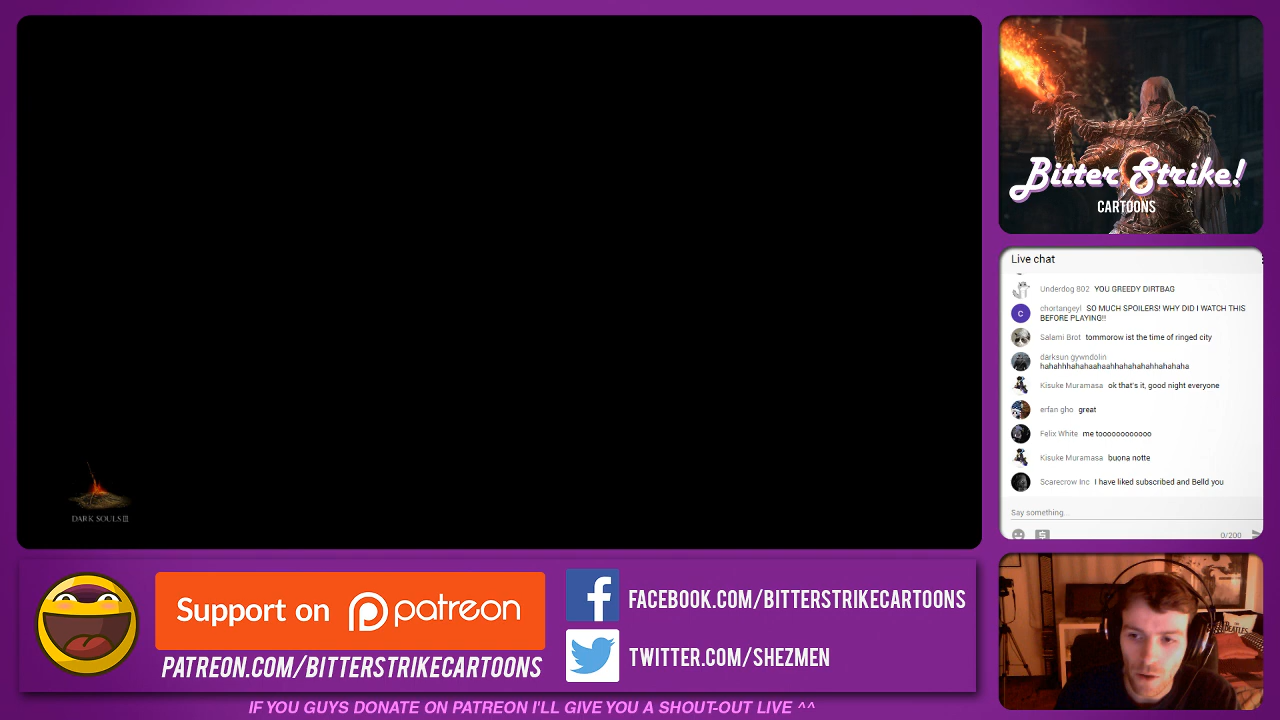 DARK SOULS III
Bitter Strike!
CARTOONS
Live chat
Underdog 802 YOU GREEDY DIRTBAG
chortangeyl SO MUCH SPOILERS! WHY DID I WATCH THIS
BEFORE PLAYING!!
Salami Brot tommorow ist the time of ringed city
darksun gywndolin
hahahhhahahaahaahhahahahahhahahaha
Kisuke Muramasa ok that's it, good night everyone
erfan gho great
Felix White me tooooooooooo
Kisuke Muramasa buona notte
Scarecrow Inc I have liked subscribed and Belld you
Say something...
0/200
Support on patreon
PATREON.COM/BITTERSTRIKECARTOONS
FACEBOOK.COM/BITTERSTRIKECARTOONS
TWITTER.COM/SHEZMEN
IF YOU GUYS DONATE ON PATREON I'LL GIVE YOU A SHOUT-OUT LIVE ^^